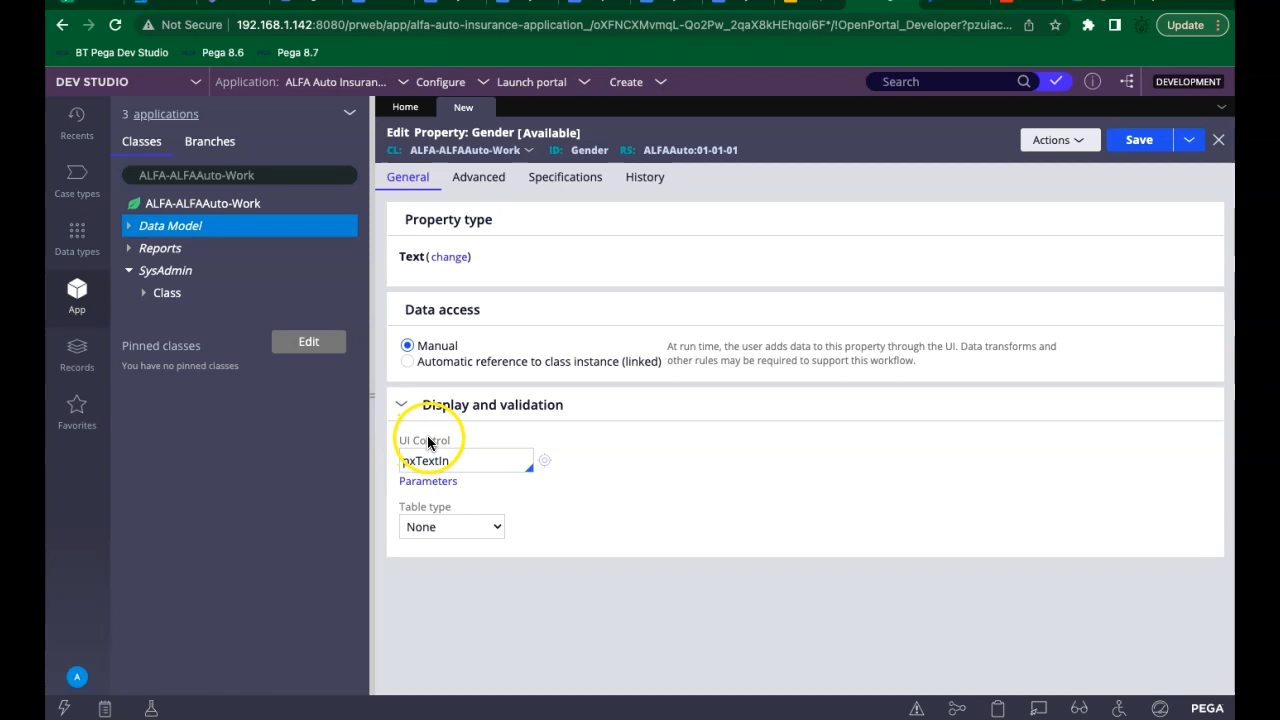 Not Secure 192.168.1.142:8080/prweb/app/alfa-auto-insurance-application_/oXFNCXMvmqL-Qo2Pw_2qaX8kHEhqoi6F*/!OpenPortal_Developer?pzuiac... Update
BT Pega Dev Studio Pega 8.6 Pega 8.7
DEV STUDIO Application: ALFA Auto Insuran... Configure Launch portal Create Search DEVELOPMENT
Recents
Case types
Data types
App
Records
Favorites
A
3 applications
Classes Branches
ALFA-ALFAAuto-Work
ALFA-ALFAAuto-Work
Data Model
Reports
SysAdmin
Class
Pinned classes Edit
You have no pinned classes
Home New
Edit Property: Gender [Available]
CL: ALFA-ALFAAuto-Work ID: Gender RS: ALFAAuto:01-01-01
Actions Save
General Advanced Specifications History
Property type
Text (change)
Data access
Manual
Automatic reference to class instance (linked)
At run time, the user adds data to this property through the UI. Data transforms and
other rules may be required to support this workflow.
Display and validation
UI Control
pxTextIn
Parameters
Table type
None
PEGA